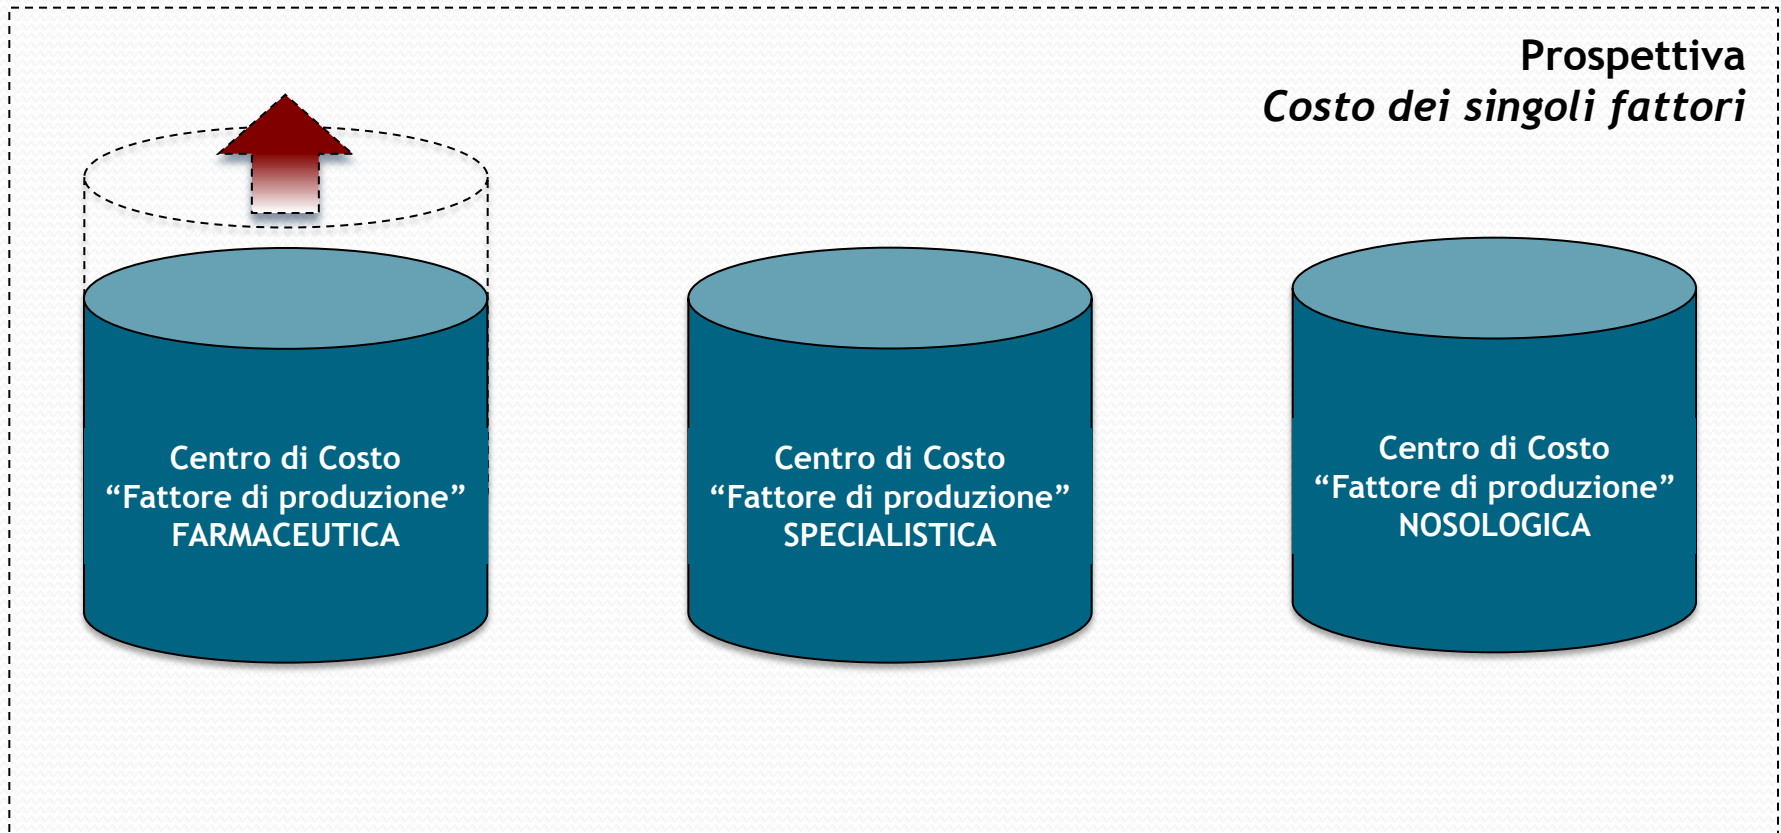 Prospettiva
Costo dei singoli fattori
Centro di Costo
“Fattore di produzione”
FARMACEUTICA
Centro di Costo
“Fattore di produzione”
SPECIALISTICA
Centro di Costo
“Fattore di produzione”
NOSOLOGICA